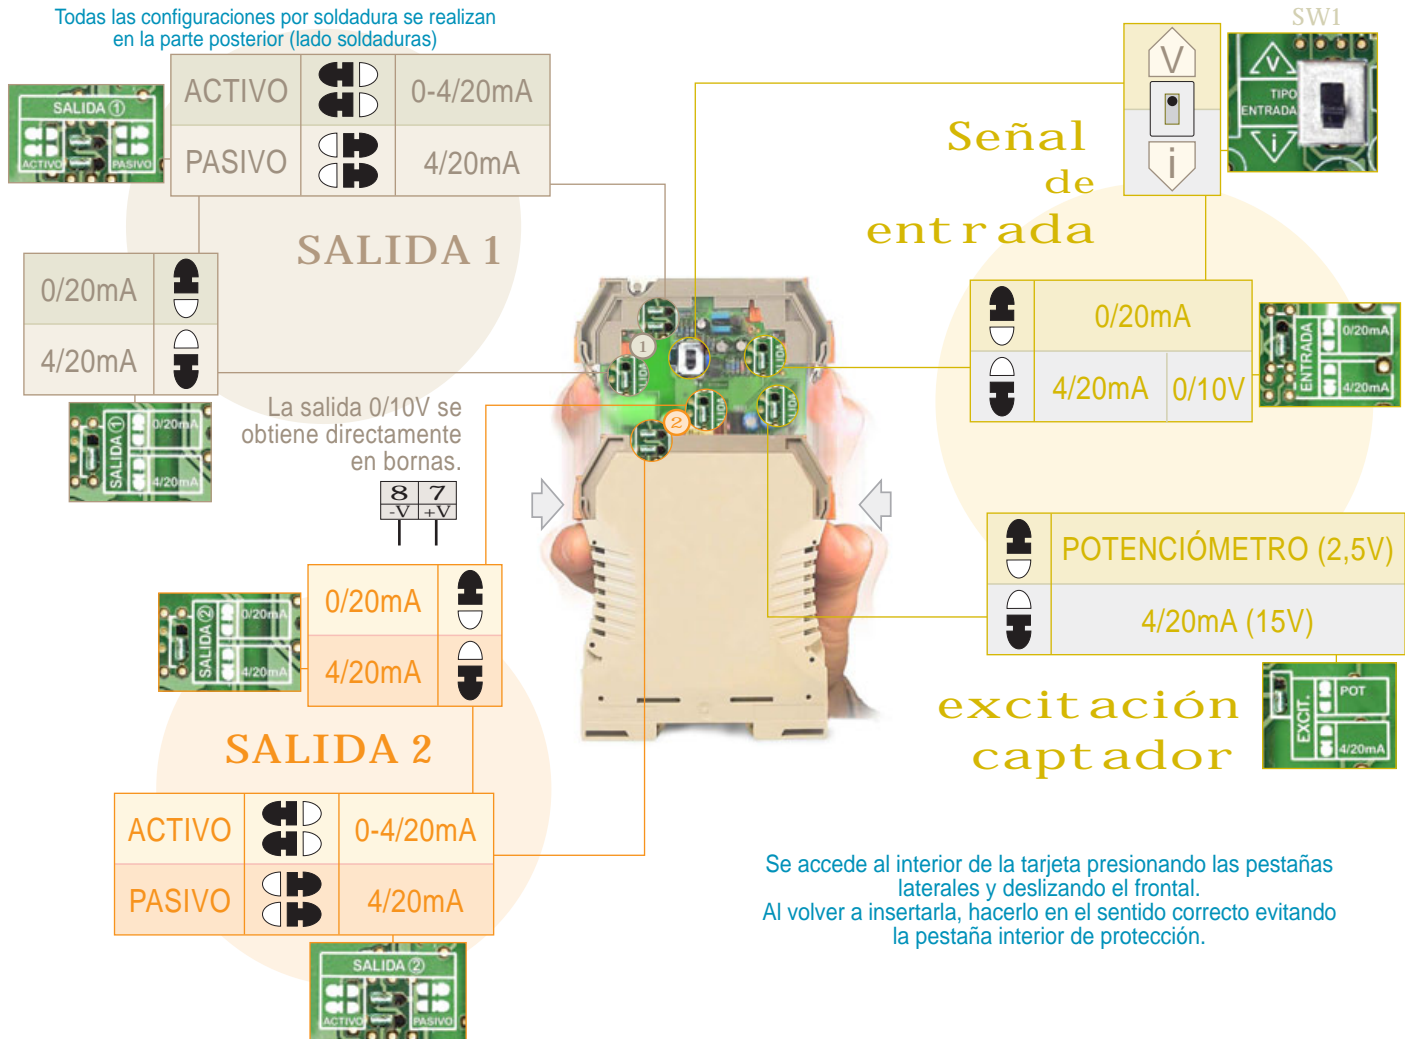 Todas las configuraciones por soldadura se realizan
en la parte posterior (lado soldaduras)
SALIDA ①
ACTIVO
PASIVO
ACTIVO
0-4/20mA
PASIVO
4/20mA
SALIDA 1
0/20mA
4/20mA
SALIDA ①
0/20mA
4/20mA
La salida 0/10V se
obtiene directamente
en bornas.
8 7
-V +V
SW1
V
i
V
TIPO
ENTRADA
i
Señal
de
entrada
0/20mA
4/20mA
0/10V
ENTRADA
0/20mA
4/20mA
1
2
SALIDA
SALIDA
SALIDA
SALIDA
POTENCIÓMETRO (2,5V)
4/20mA (15V)
EXCIT.
POT
4/20mA
excitación
captador
SALIDA ②
0/20mA
4/20mA
0/20mA
4/20mA
SALIDA 2
ACTIVO
0-4/20mA
PASIVO
4/20mA
SALIDA ②
ACTIVO
PASIVO
Se accede al interior de la tarjeta presionando las pestañas
laterales y deslizando el frontal.
Al volver a insertarla, hacerlo en el sentido correcto evitando
la pestaña interior de protección.